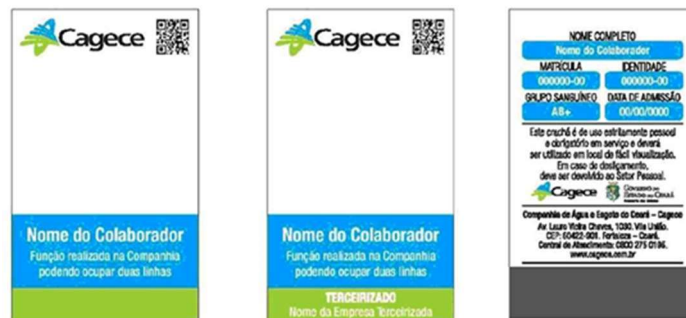 Cagece
Nome do Colaborador
Função realizada na Companhia
podendo ocupar duas linhas
Cagece
Nome do Colaborador
Função realizada na Companhia
podendo ocupar duas linhas
TERCEIRIZADO
Nome da Empresa Terceirizada
NOME COMPLETO
Nome do Colaborador
MATRÍCULA IDENTIDADE
000000-00 000000-00
GRUPO SANGUÍNEO DATA DE ADMISSÃO
AB+ 00/00/0000
Este crachá é de uso estritamente pessoal
e obrigatório em serviço e deverá
ser utilizado em local de fácil visualização.
Em caso de desligamento,
deve ser devolvido ao Setor Pessoal.
Cagece
GOVERNO DO
ESTADO DO CEARÁ
Companhia de Água e Esgoto do Ceará – Cagece
Av. Lauro Vieira Chaves, 1030. Vila União.
CEP: 60422-901. Fortaleza – Ceará.
Central de Atendimento: 0800 275 0195.
www.cagece.com.br